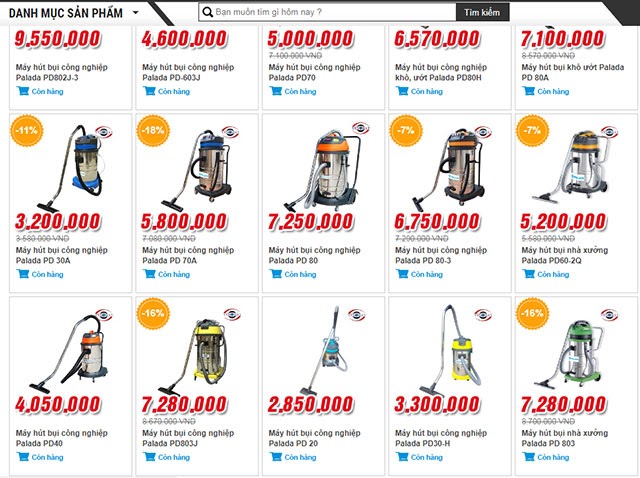 DANH MỤC SẢN PHẨM
Bạn muốn tìm gì hôm nay ?
Tìm kiếm
9,550,000
4,600,000
5,000,000
6,570,000
7,100,000
7.100.000 VND
8.570.000 VND
Máy hút bụi công nghiệp
Palada PD802J-3
Còn hàng
Máy hút bụi công nghiệp
Palada PD-603J
Còn hàng
Máy hút bụi công nghiệp
Palada PD70
Còn hàng
Máy hút bụi công nghiệp
khô, ướt Palada PD80H
Còn hàng
Máy hút bụi khô ướt Palada
PD 80A
Còn hàng
-11%
3,200,000
3.580.000 VND
Máy hút bụi công nghiệp
Palada PD 30A
Còn hàng
-18%
5,800,000
7.080.000 VND
Máy hút bụi công nghiệp
Palada PD 70A
Còn hàng
7,250,000
Máy hút bụi công nghiệp
Palada PD 80
Còn hàng
-7%
6,750,000
7.290.000 VND
Máy hút bụi công nghiệp
Palada PD 80-3
Còn hàng
-7%
5,200,000
5.580.000 VND
Máy hút bụi nhà xưởng
Palada PD60-2Q
Còn hàng
4,050,000
Máy hút bụi công nghiệp
Palada PD40
Còn hàng
-16%
7,280,000
8.670.000 VND
Máy hút bụi công nghiệp
Palada PD803J
Còn hàng
2,850,000
Máy hút bụi công nghiệp
Palada PD 20
Còn hàng
3,300,000
Máy hút bụi công nghiệp
Palada PD30-H
Còn hàng
-16%
7,280,000
8.700.000 VND
Máy hút bụi nhà xưởng
Palada PD 803
Còn hàng